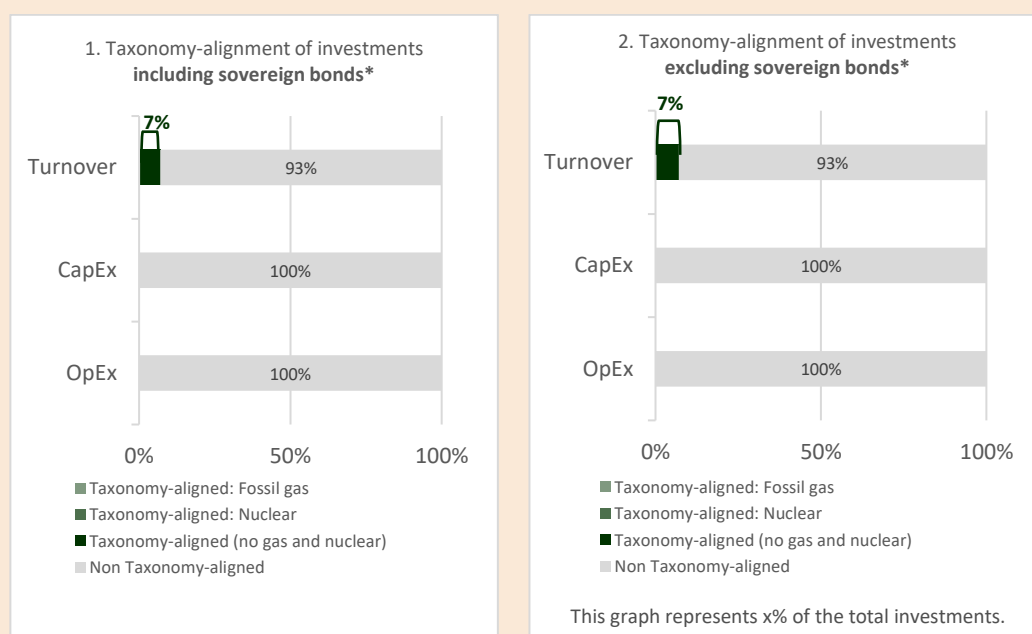 1. Taxonomy-alignment of investments
including sovereign bonds*
7%
Turnover
93%
CapEx
100%
OpEx
100%
0%
50%
100%
Taxonomy-aligned: Fossil gas
Taxonomy-aligned: Nuclear
Taxonomy-aligned (no gas and nuclear)
Non Taxonomy-aligned
2. Taxonomy-alignment of investments
excluding sovereign bonds*
7%
Turnover
93%
CapEx
100%
OpEx
100%
0%
50%
100%
Taxonomy-aligned: Fossil gas
Taxonomy-aligned: Nuclear
Taxonomy-aligned (no gas and nuclear)
Non Taxonomy-aligned
This graph represents x% of the total investments.